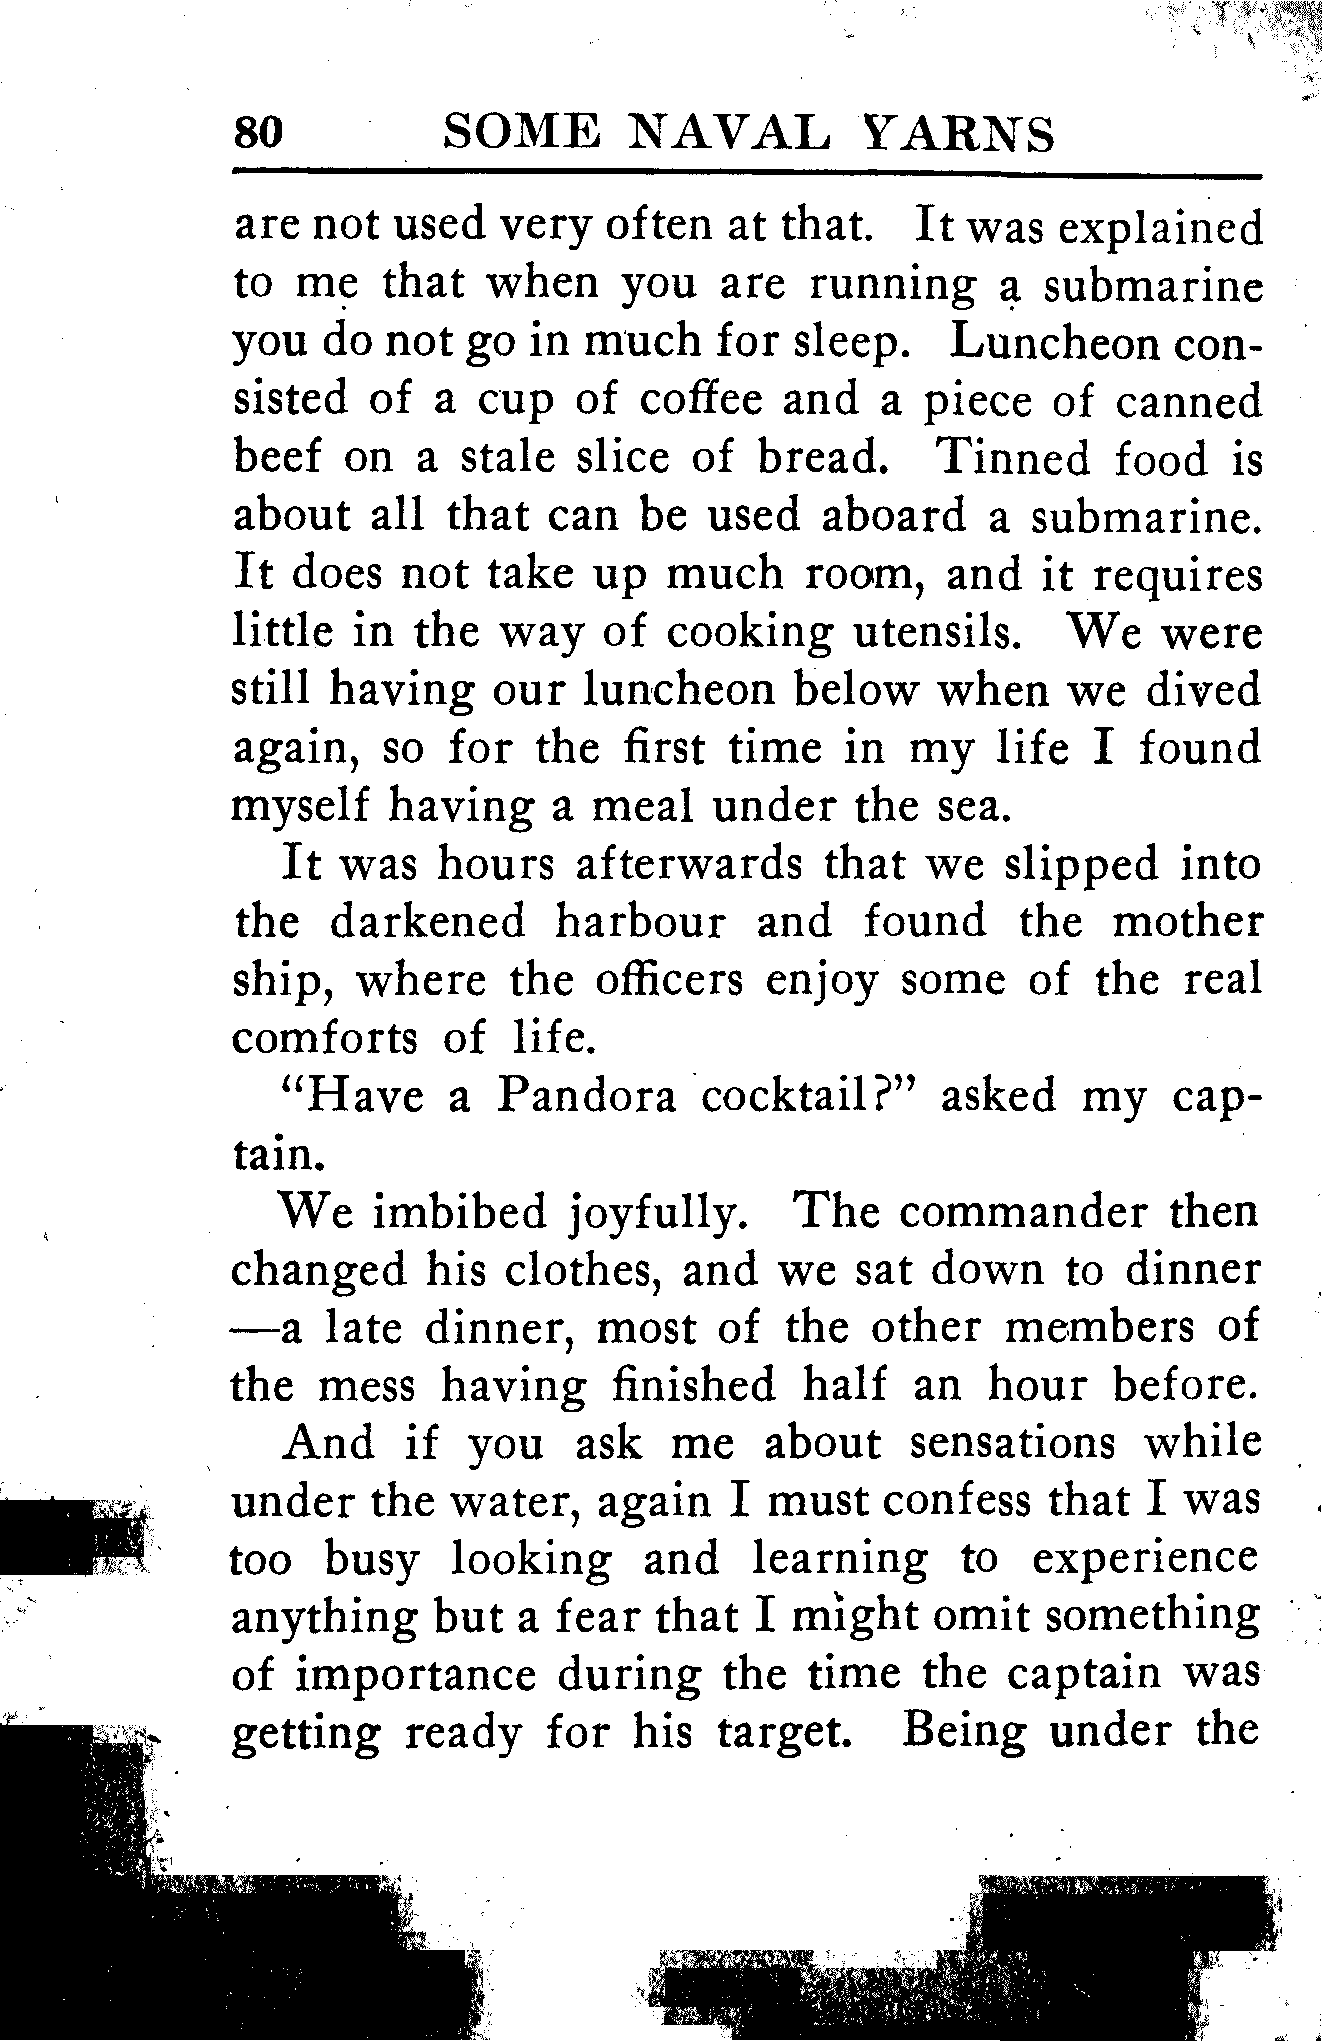 80 SOME NAVAL YARNS
are not used very often at that. It was explained
to me that when you are running a submarine
you do not go in much for sleep. Luncheon con-
sisted of a cup of coffee and a piece of canned
beef on a stale slice of bread. Tinned food is
about all that can be used aboard a submarine.
It does not take up much room, and it requires
little in the way of cooking utensils. We were
still having our luncheon below when we dived
again, so for the first time in my life I found
myself having a meal under the sea.
It was hours afterwards that we slipped into
the darkened harbour and found the mother
ship, where the officers enjoy some of the real
comforts of life.
"Have a Pandora cocktail?" asked my cap-
tain.
We imbibed joyfully. The commander then
changed his clothes, and we sat down to dinner
—a late dinner, most of the other members of
the mess having finished half an hour before.
And if you ask me about sensations while
under the water, again I must confess that I was
too busy looking and learning to experience
anything but a fear that I might omit something
of importance during the time the captain was
getting ready for his target. Being under the